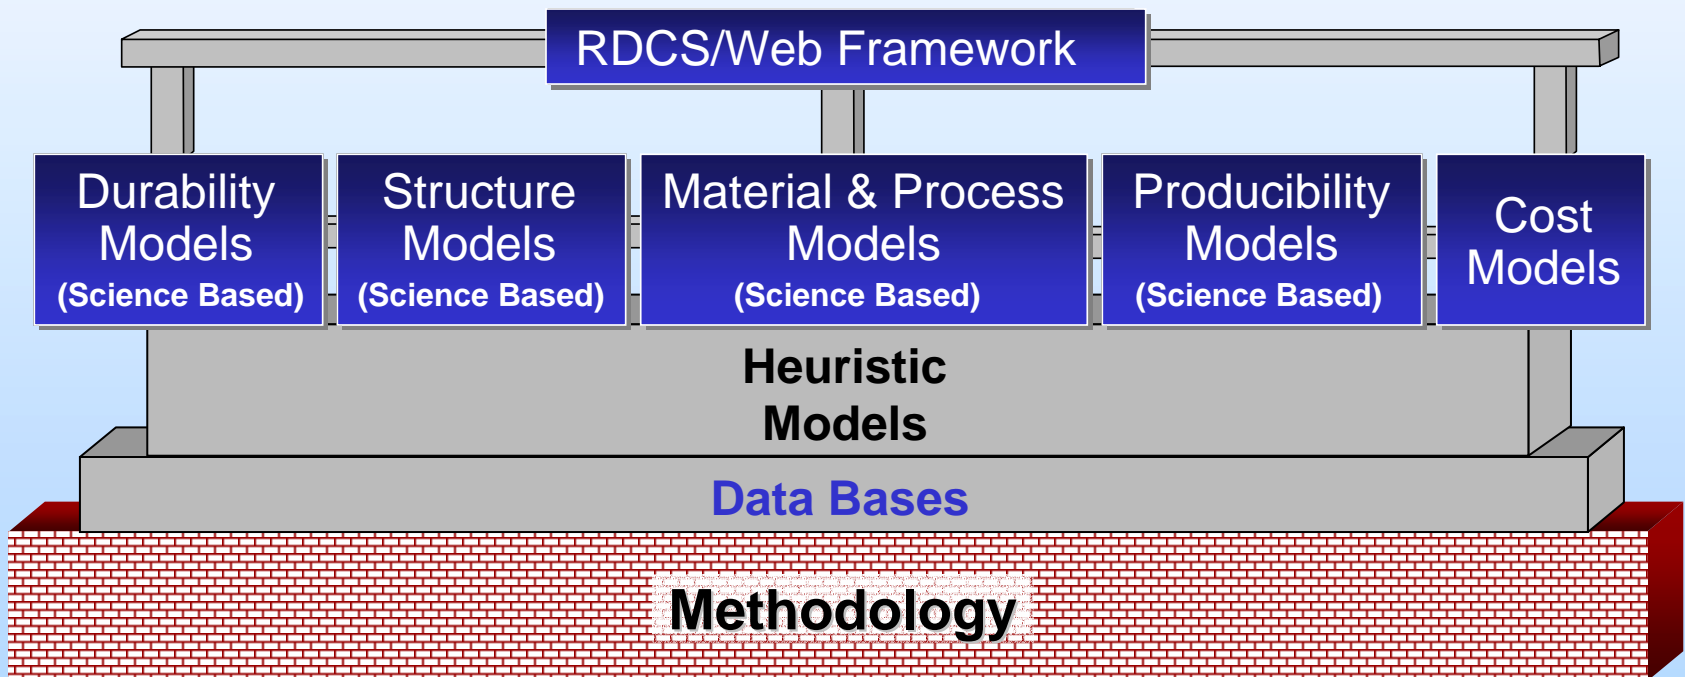 RDCS/Web Framework
Durability
Models
(Science Based)
Structure
Models
(Science Based)
Material & Process
Models
(Science Based)
Producibility
Models
(Science Based)
Cost
Models
Heuristic
Models
Data Bases
Methodology